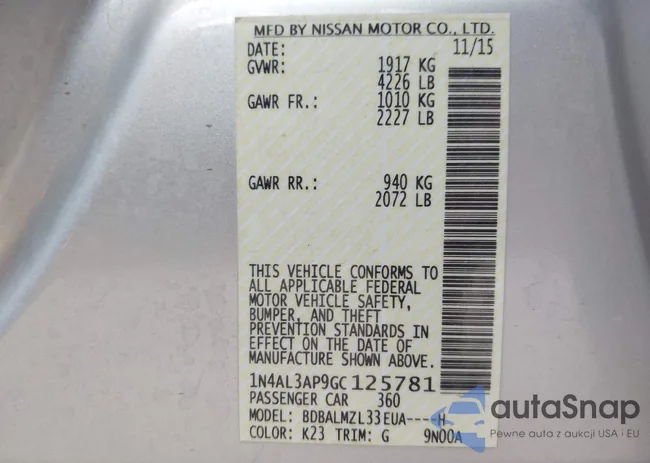 MFD BY NISSAN MOTOR CO., LTD.
DATE: 11/15
GVWR: 1917 KG
4226 LB
GAWR FR.: 1010 KG
2227 LB
GAWR RR.: 940 KG
2072 LB
THIS VEHICLE CONFORMS TO
ALL APPLICABLE FEDERAL
MOTOR VEHICLE SAFETY,
BUMPER, AND THEFT
PREVENTION STANDARDS IN
EFFECT ON THE DATE OF
MANUFACTURE SHOWN ABOVE.
1N4AL3AP9GC125781
PASSENGER CAR 360
MODEL: BDBALMZL33EUA----H
COLOR: K23 TRIM: G 9N00A
autaSnap
Pewne auta z aukcji USA i EU